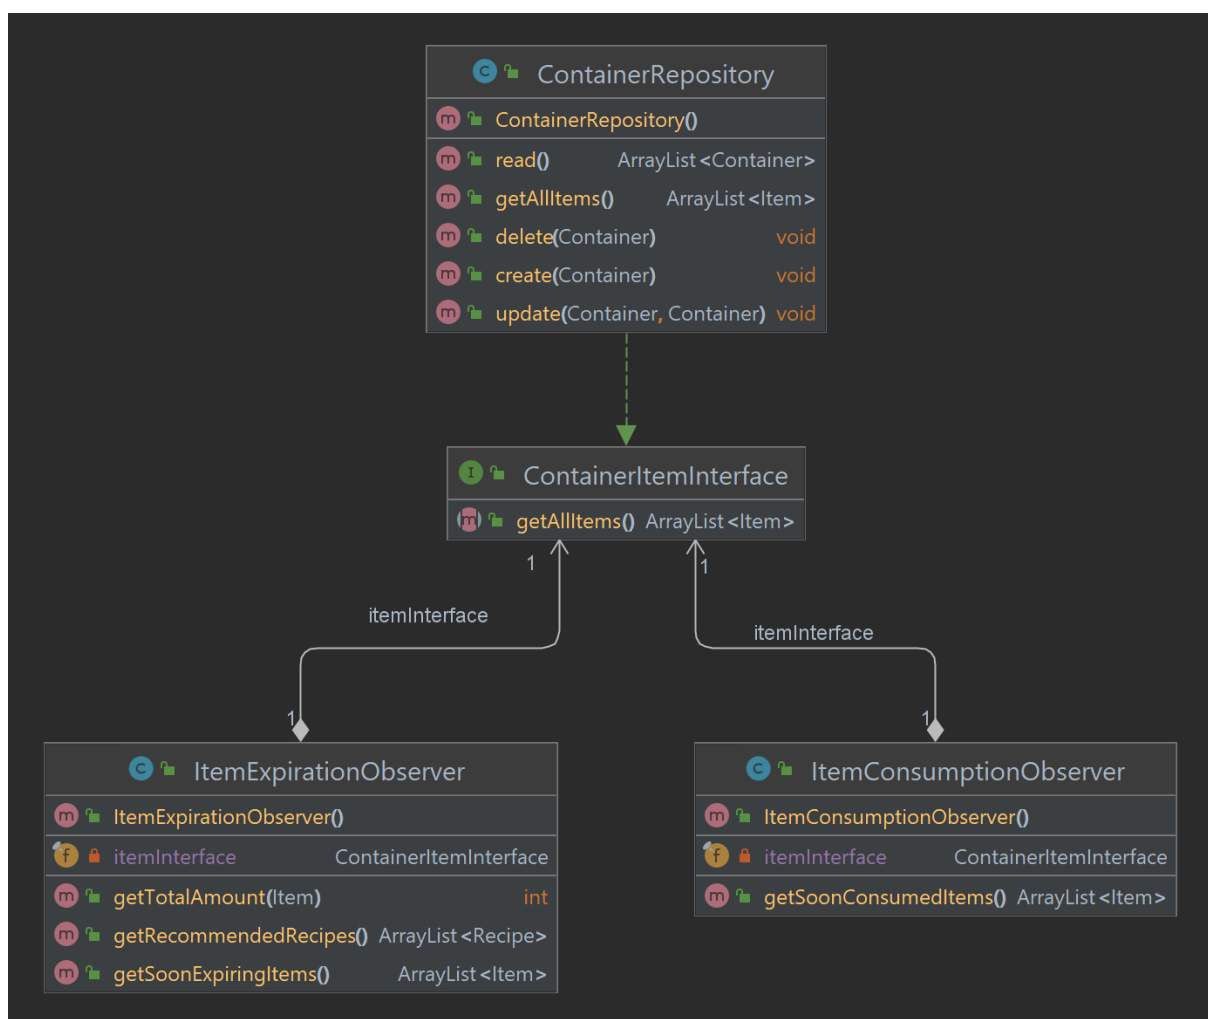 ContainerRepository
ContainerRepository()
read() ArrayList<Container>
getAllItems() ArrayList<Item>
delete(Container) void
create(Container) void
update(Container, Container) void
ContainerItemInterface
getAllItems() ArrayList<Item>
1
1
itemInterface
itemInterface
1
1
ItemExpirationObserver
ItemExpirationObserver()
itemInterface ContainerItemInterface
getTotalAmount(Item) int
getRecommendedRecipes() ArrayList<Recipe>
getSoonExpiringItems() ArrayList<Item>
ItemConsumptionObserver
ItemConsumptionObserver()
itemInterface ContainerItemInterface
getSoonConsumedItems() ArrayList<Item>